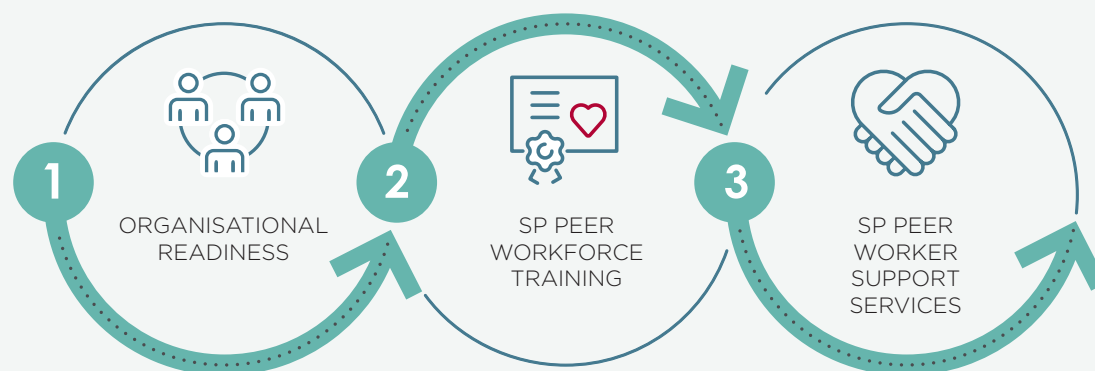 1
ORGANISATIONAL
READINESS
2
SP PEER
WORKFORCE
TRAINING
3
SP PEER
WORKER
SUPPORT
SERVICES